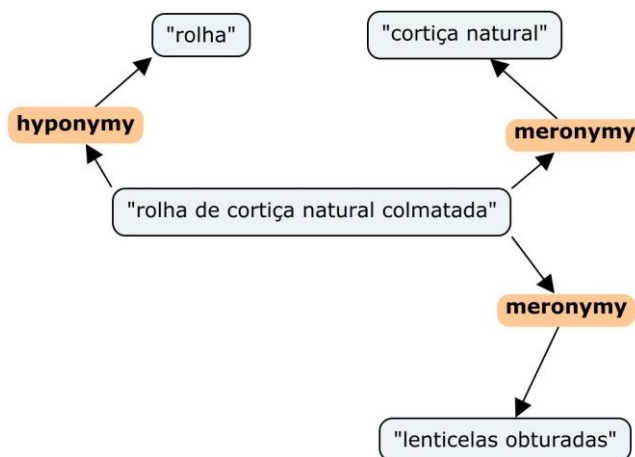 "rolha"
"cortiça natural"
hyponymy
meronymy
"rolha de cortiça natural colmatada"
meronymy
"lenticelas obturadas"